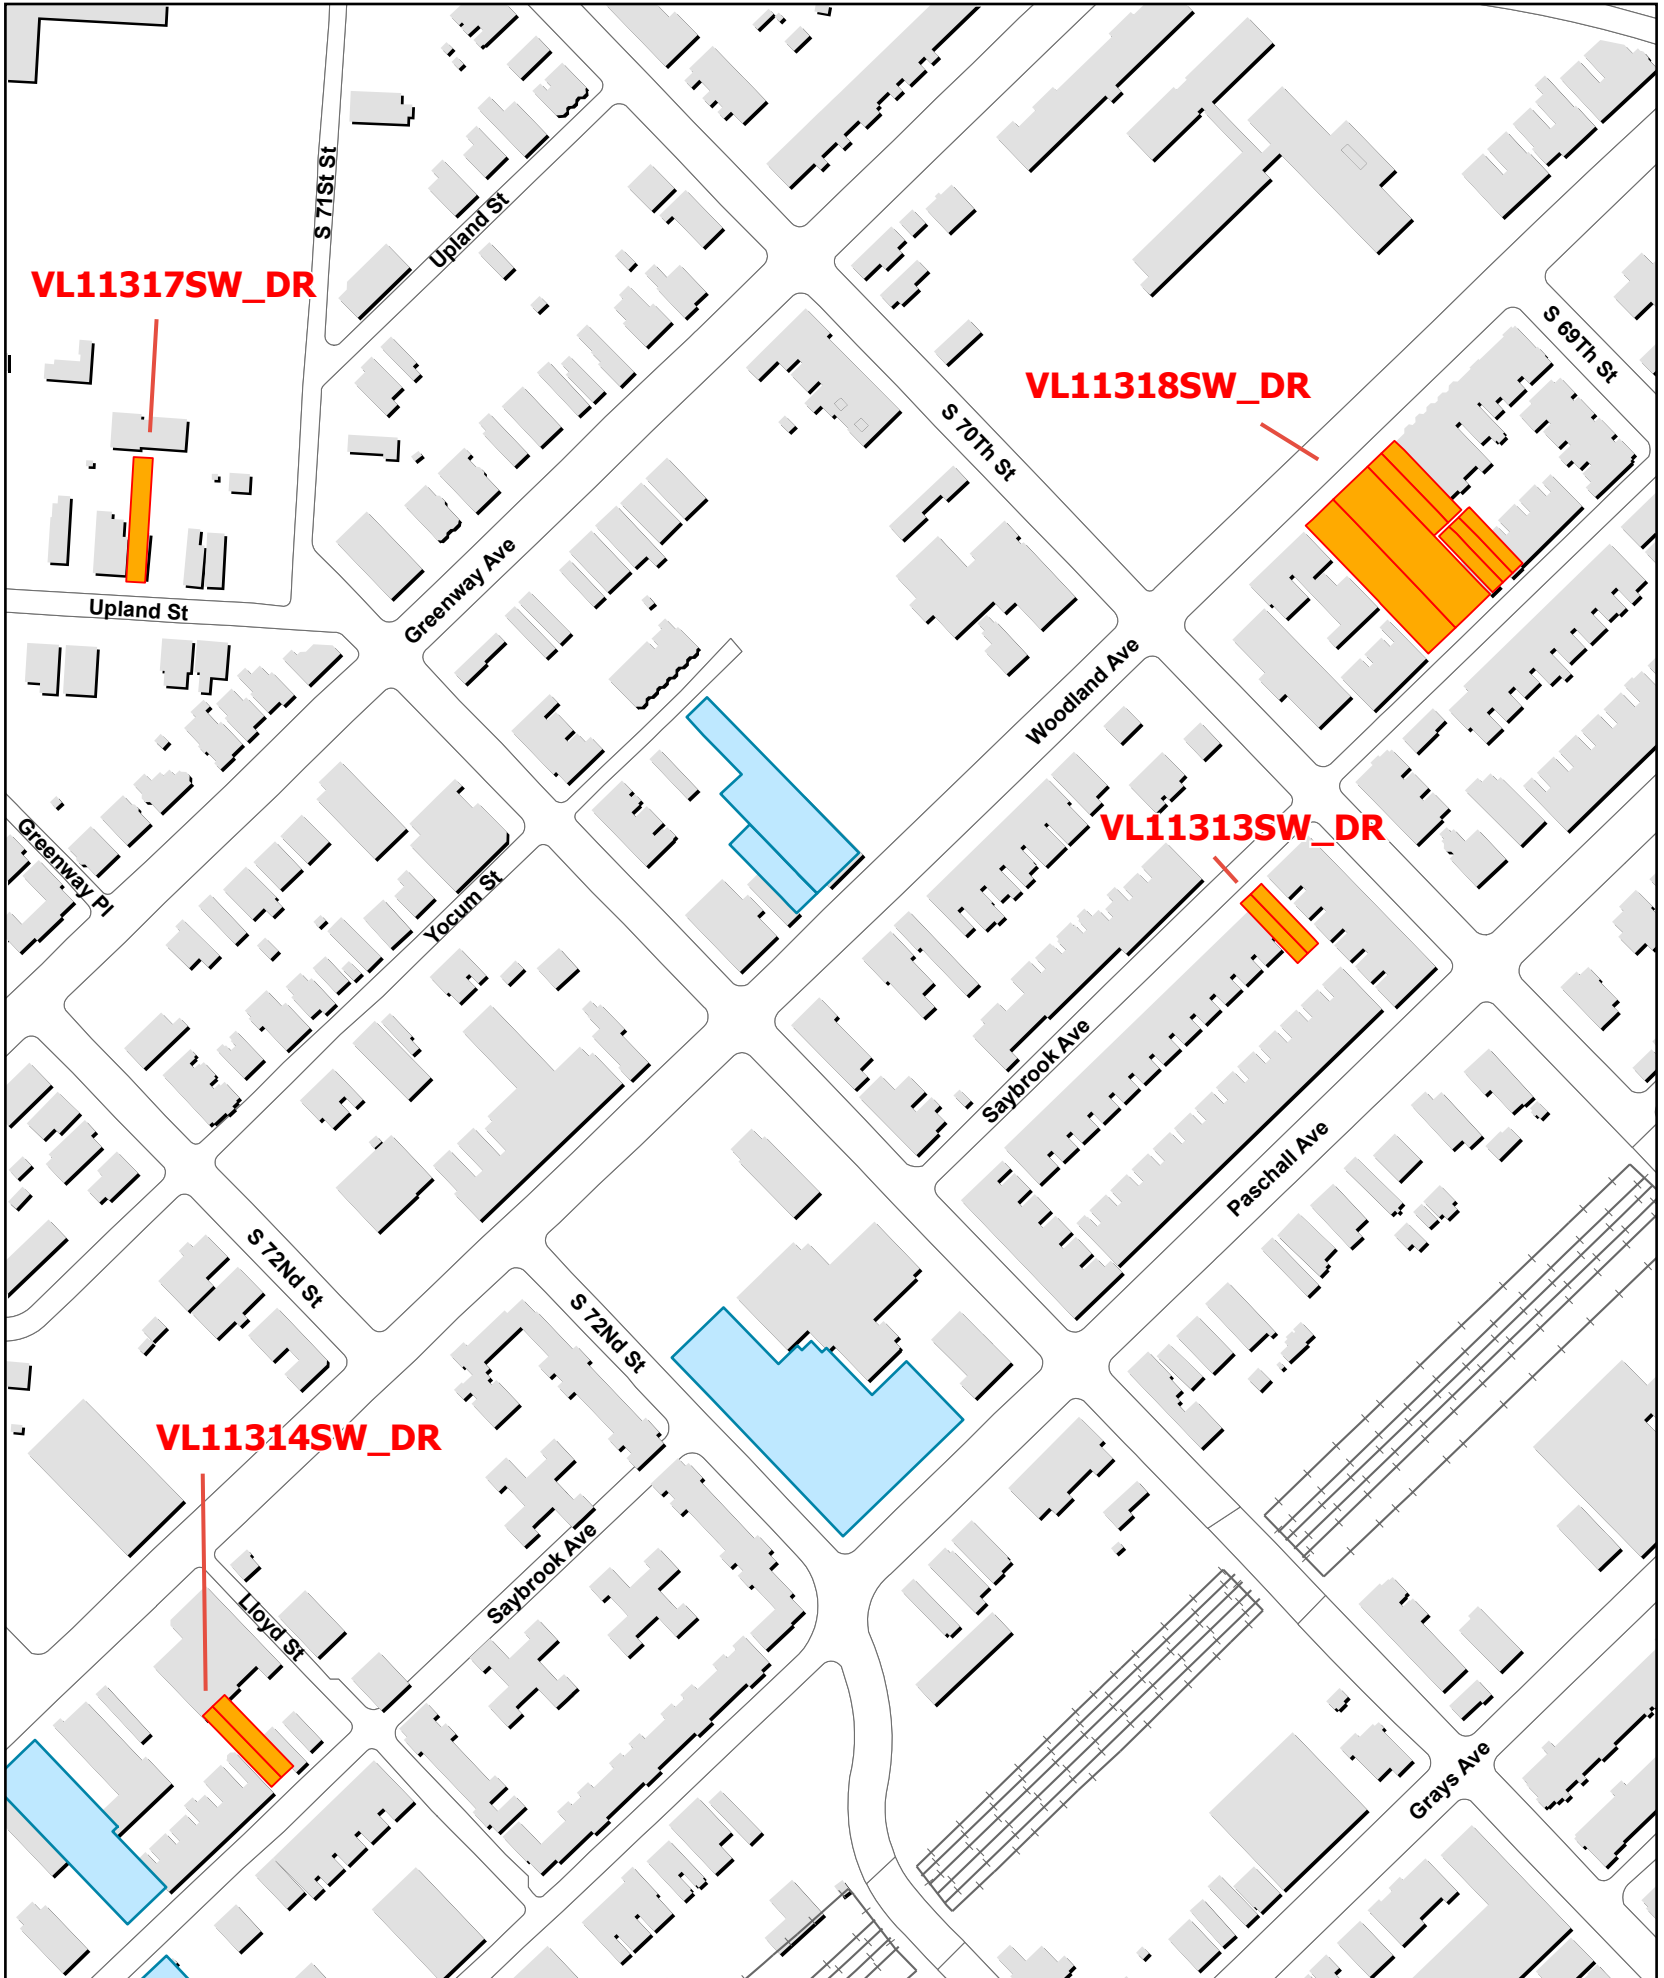 S 71St St
Upland St
VL11317SW_DR
S 69Th St
VL11318SW_DR
S 70Th St
Greenway Ave
Upland St
Woodland Ave
VL11313SW_DR
Greenway Pl
Yocum St
Saybrook Ave
Paschall Ave
S 72Nd St
S 72Nd St
VL11314SW_DR
Saybrook Ave
Lloyd St
Grays Ave